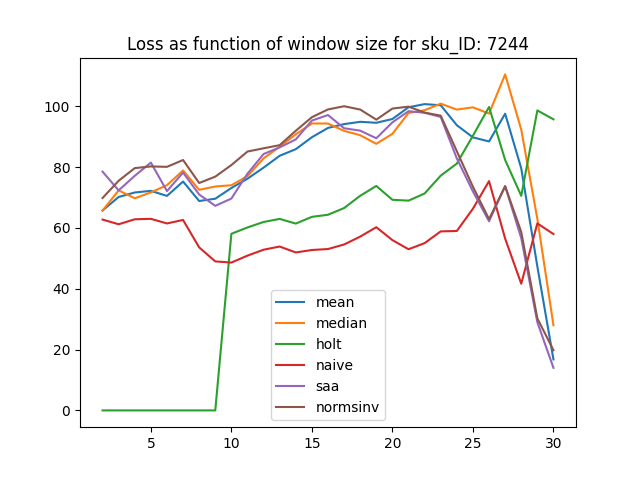 Loss as function of window size for sku_ID: 7244
100
80
60
40
20
0
mean
median
holt
naive
saa
normsinv
5 10 15 20 25 30